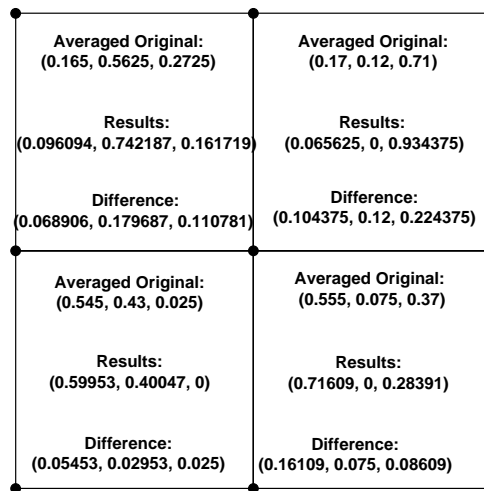 Averaged Original:
(0.165, 0.5625, 0.2725)
Results:
(0.096094, 0.742187, 0.161719)
Difference:
(0.068906, 0.179687, 0.110781)
Averaged Original:
(0.17, 0.12, 0.71)
Results:
(0.065625, 0, 0.934375)
Difference:
(0.104375, 0.12, 0.224375)
Averaged Original:
(0.545, 0.43, 0.025)
Results:
(0.59953, 0.40047, 0)
Difference:
(0.05453, 0.02953, 0.025)
Averaged Original:
(0.555, 0.075, 0.37)
Results:
(0.71609, 0, 0.28391)
Difference:
(0.16109, 0.075, 0.08609)